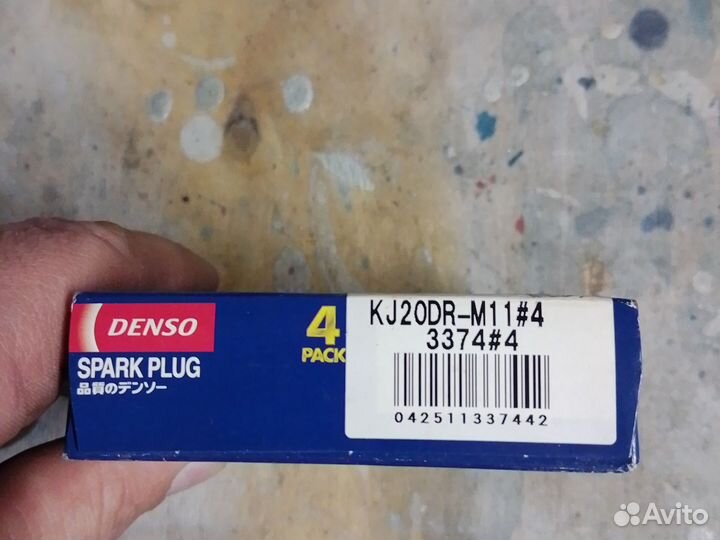 DENSO
SPARK PLUG
品質のデンソー
4
PACK
KJ20DR-M11#4
3374#4
042511337442
Avito